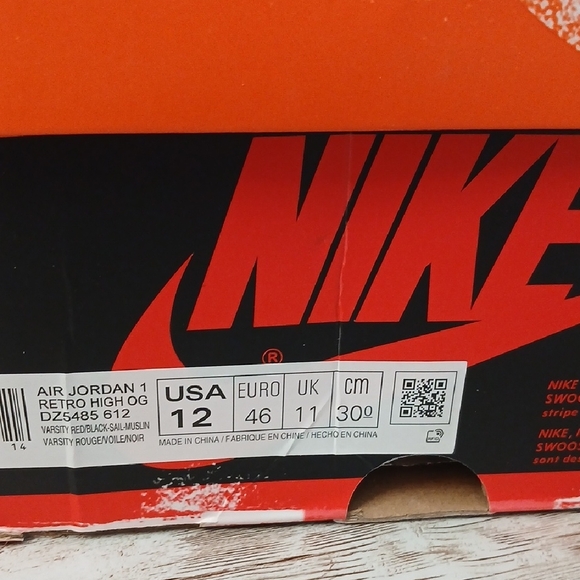 NIKE
®
AIR JORDAN 1
RETRO HIGH OG
DZ5485 612
VARSITY RED/BLACK-SAIL-MUSLIN
VARSITY ROUGE/VOILE/NOIR
14
USA
12
EURO
46
UK
11
cm
30º
MADE IN CHINA / FABRIQUE EN CHINE / HECHO EN CHINA
NIKE
SWOO
stripe
NIKE,
SWOOS
sont de